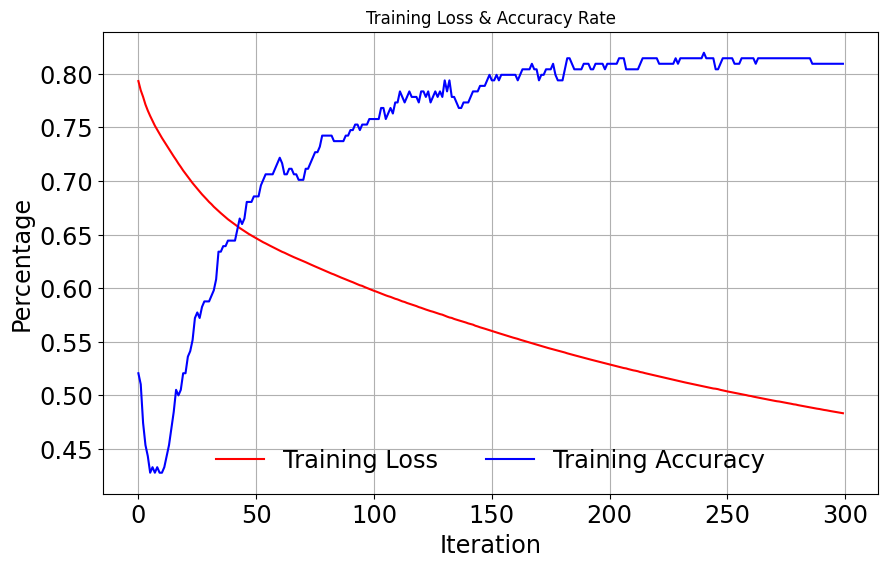 Training Loss & Accuracy Rate
Percentage
0.80
0.75
0.70
0.65
0.60
0.55
0.50
0.45
Training Loss
Training Accuracy
0 50 100 150 200 250 300
Iteration